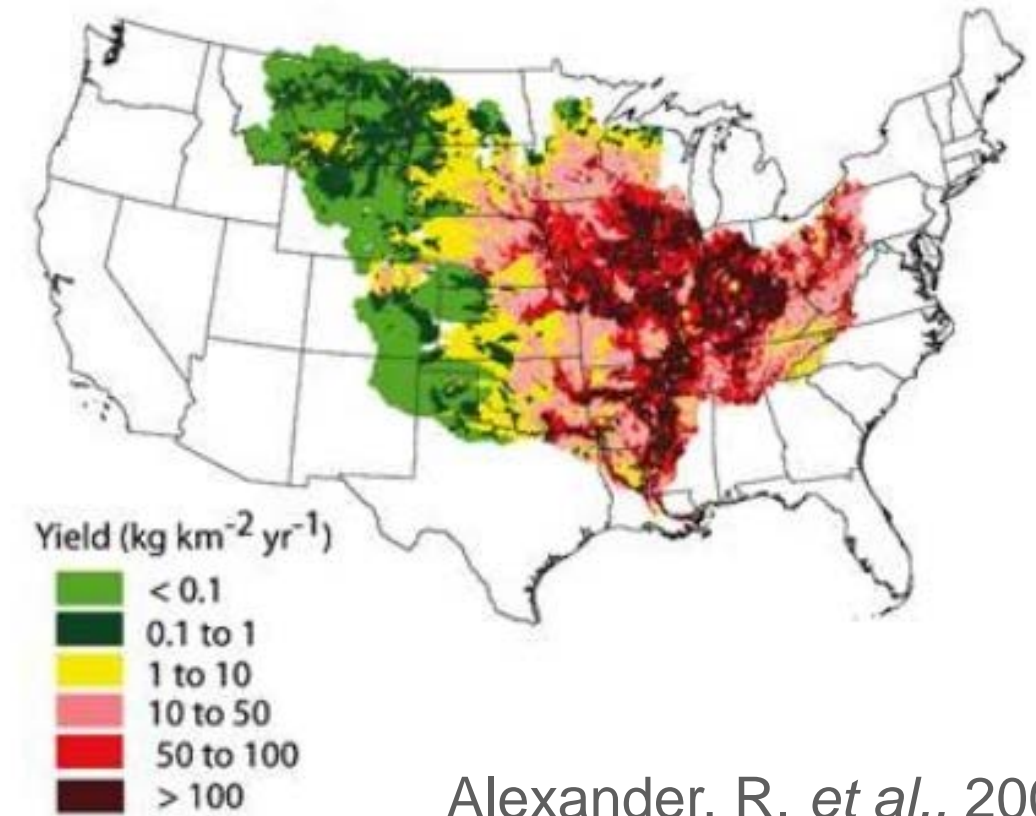 Yield (kg km⁻² yr⁻¹)
< 0.1
0.1 to 1
1 to 10
10 to 50
50 to 100
> 100
Alexander, R. et al.,